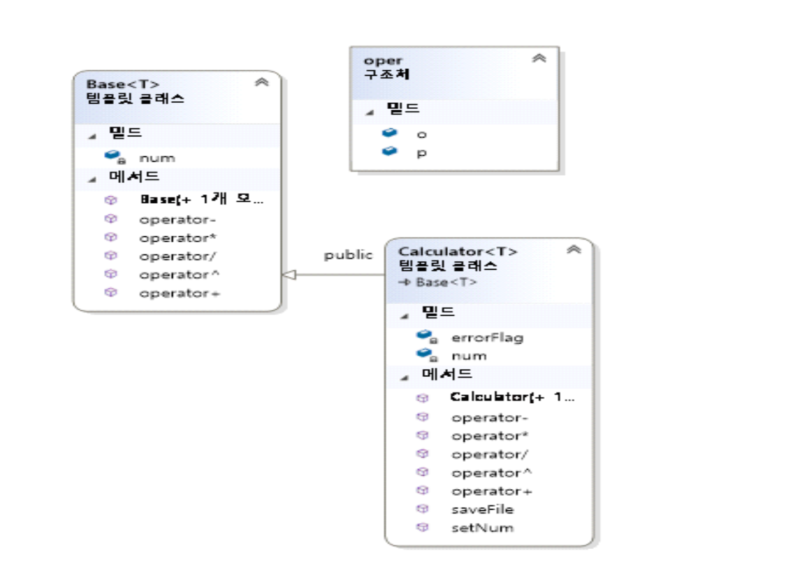 Base<T>
템플릿 클래스
필드
num
메서드
Base(+ 1개 오...
operator-
operator*
operator/
operator^
operator+
oper
구조체
필드
o
p
public
Calculator<T>
템플릿 클래스
Base<T>
필드
errorFlag
num
메서드
Calculator(+ 1...
operator-
operator*
operator/
operator^
operator+
saveFile
setNum